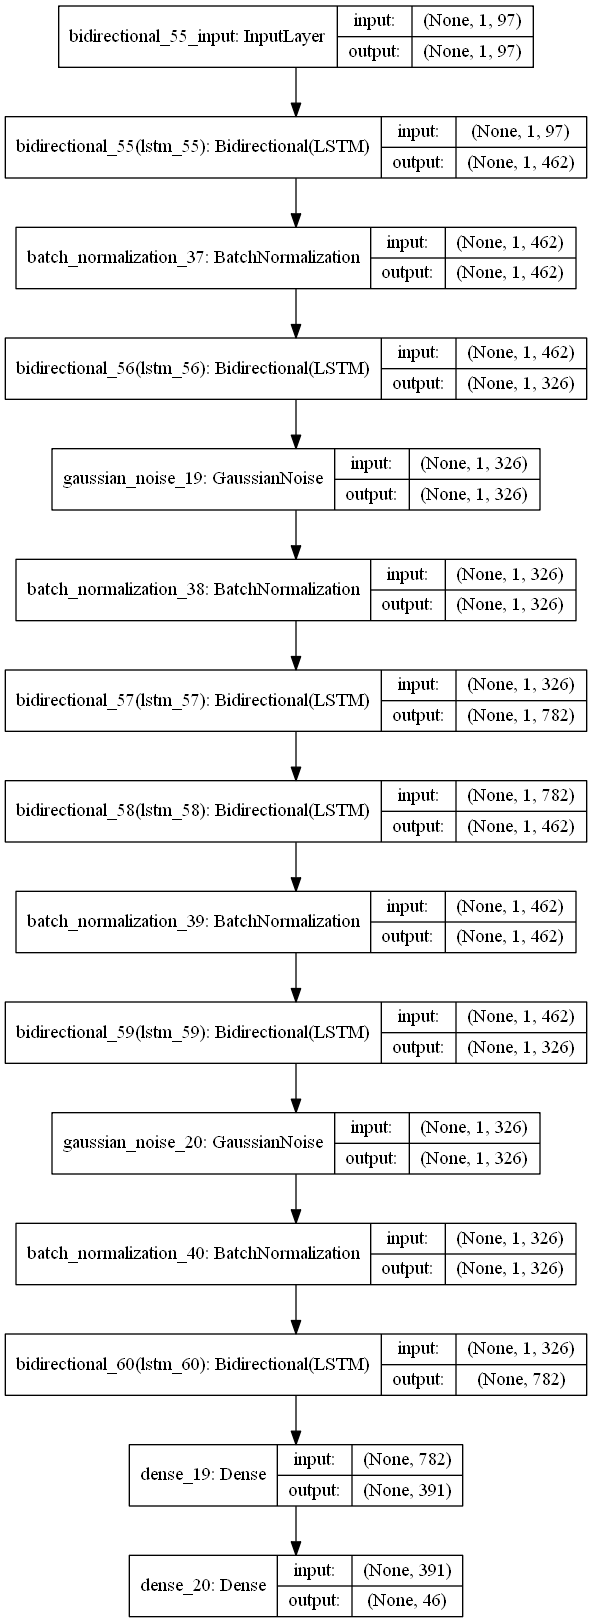 bidirectional_55_input: InputLayer
input: (None, 1, 97)
output: (None, 1, 97)
bidirectional_55(lstm_55): Bidirectional(LSTM)
input: (None, 1, 97)
output: (None, 1, 462)
batch_normalization_37: BatchNormalization
input: (None, 1, 462)
output: (None, 1, 462)
bidirectional_56(lstm_56): Bidirectional(LSTM)
input: (None, 1, 462)
output: (None, 1, 326)
gaussian_noise_19: GaussianNoise
input: (None, 1, 326)
output: (None, 1, 326)
batch_normalization_38: BatchNormalization
input: (None, 1, 326)
output: (None, 1, 326)
bidirectional_57(lstm_57): Bidirectional(LSTM)
input: (None, 1, 326)
output: (None, 1, 782)
bidirectional_58(lstm_58): Bidirectional(LSTM)
input: (None, 1, 782)
output: (None, 1, 462)
batch_normalization_39: BatchNormalization
input: (None, 1, 462)
output: (None, 1, 462)
bidirectional_59(lstm_59): Bidirectional(LSTM)
input: (None, 1, 462)
output: (None, 1, 326)
gaussian_noise_20: GaussianNoise
input: (None, 1, 326)
output: (None, 1, 326)
batch_normalization_40: BatchNormalization
input: (None, 1, 326)
output: (None, 1, 326)
bidirectional_60(lstm_60): Bidirectional(LSTM)
input: (None, 1, 326)
output: (None, 782)
dense_19: Dense
input: (None, 782)
output: (None, 391)
dense_20: Dense
input: (None, 391)
output: (None, 46)